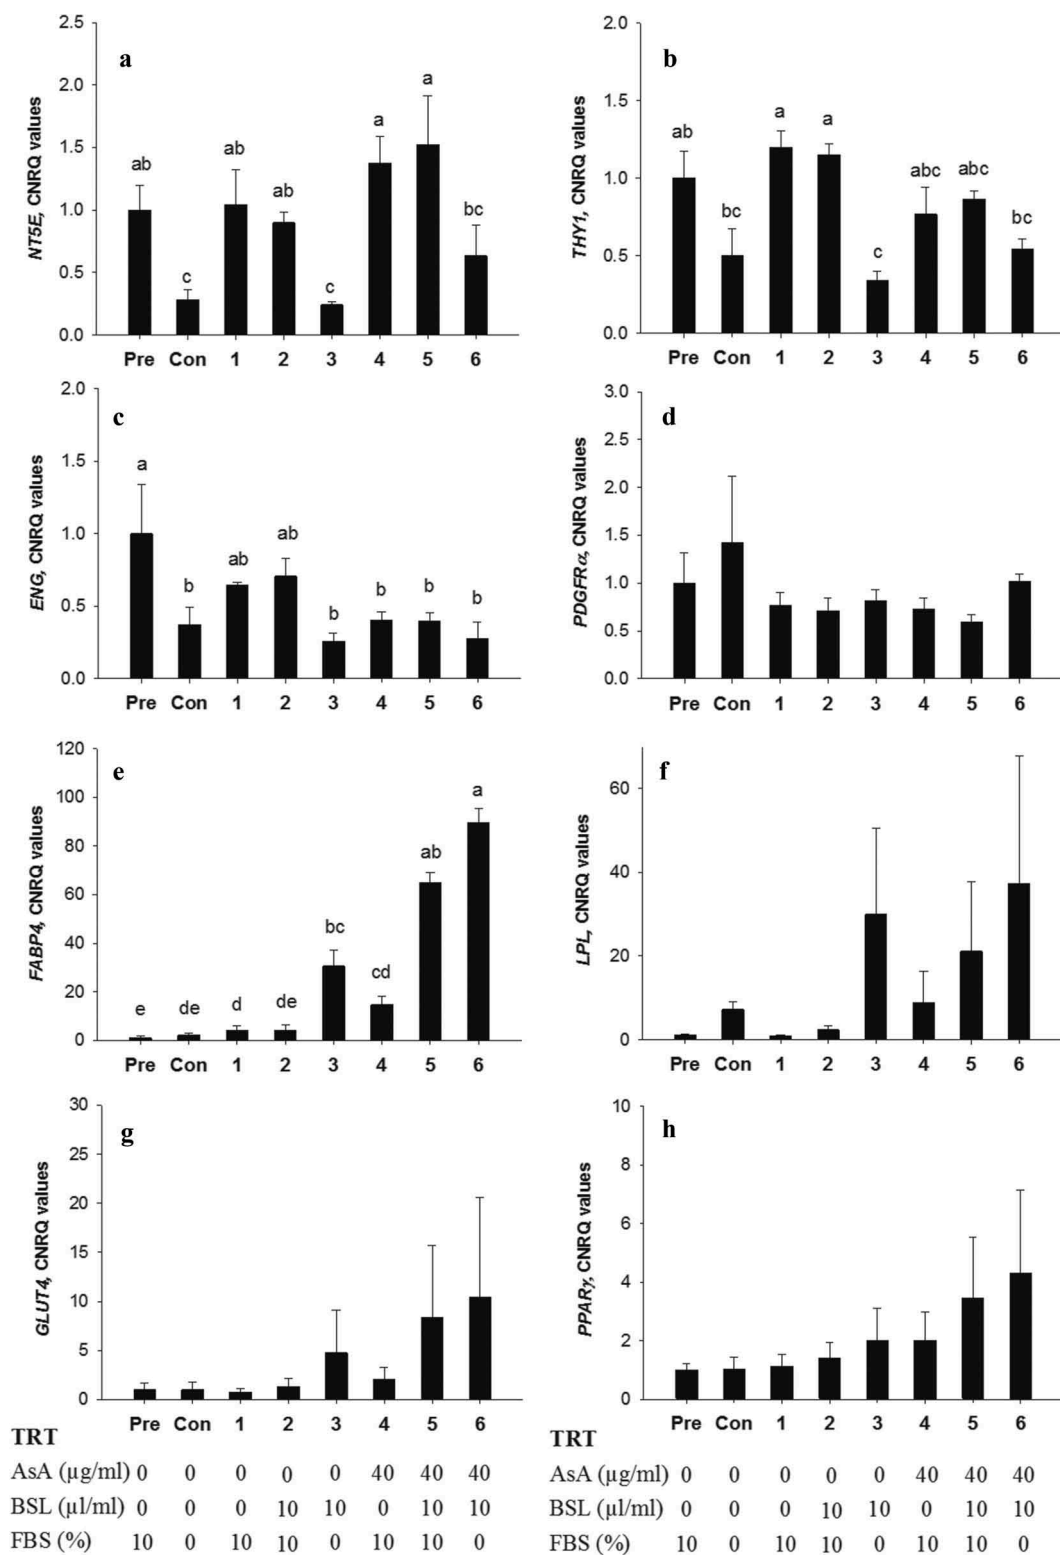 a
NT5E, CNRQ values
2.5
2.0
1.5
1.0
0.5
0.0
ab
c
ab
ab
c
a
a
bc
Pre Con 1 2 3 4 5 6
b
THY1, CNRQ values
2.0
1.5
1.0
0.5
0.0
ab
bc
a
a
c
abc
abc
bc
Pre Con 1 2 3 4 5 6
c
ENG, CNRQ values
2.0
1.5
1.0
0.5
0.0
a
b
ab
ab
b
b
b
b
Pre Con 1 2 3 4 5 6
d
PDGFRα, CNRQ values
3.0
2.5
2.0
1.5
1.0
0.5
0.0
Pre Con 1 2 3 4 5 6
e
FABP4, CNRQ values
120
100
80
60
40
20
0
e
de
d
de
bc
cd
ab
a
Pre Con 1 2 3 4 5 6
f
LPL, CNRQ values
60
40
20
0
Pre Con 1 2 3 4 5 6
g
GLUT4, CNRQ values
30
25
20
15
10
5
0
Pre Con 1 2 3 4 5 6
h
PPARγ, CNRQ values
10
8
6
4
2
0
Pre Con 1 2 3 4 5 6
TRT
AsA (µg/ml) 0 0 0 0 0 40 40 40
BSL (µl/ml) 0 0 0 10 10 0 10 10
FBS (%) 10 0 10 10 0 10 10 0
TRT
AsA (µg/ml) 0 0 0 0 0 40 40 40
BSL (µl/ml) 0 0 0 10 10 0 10 10
FBS (%) 10 0 10 10 0 10 10 0